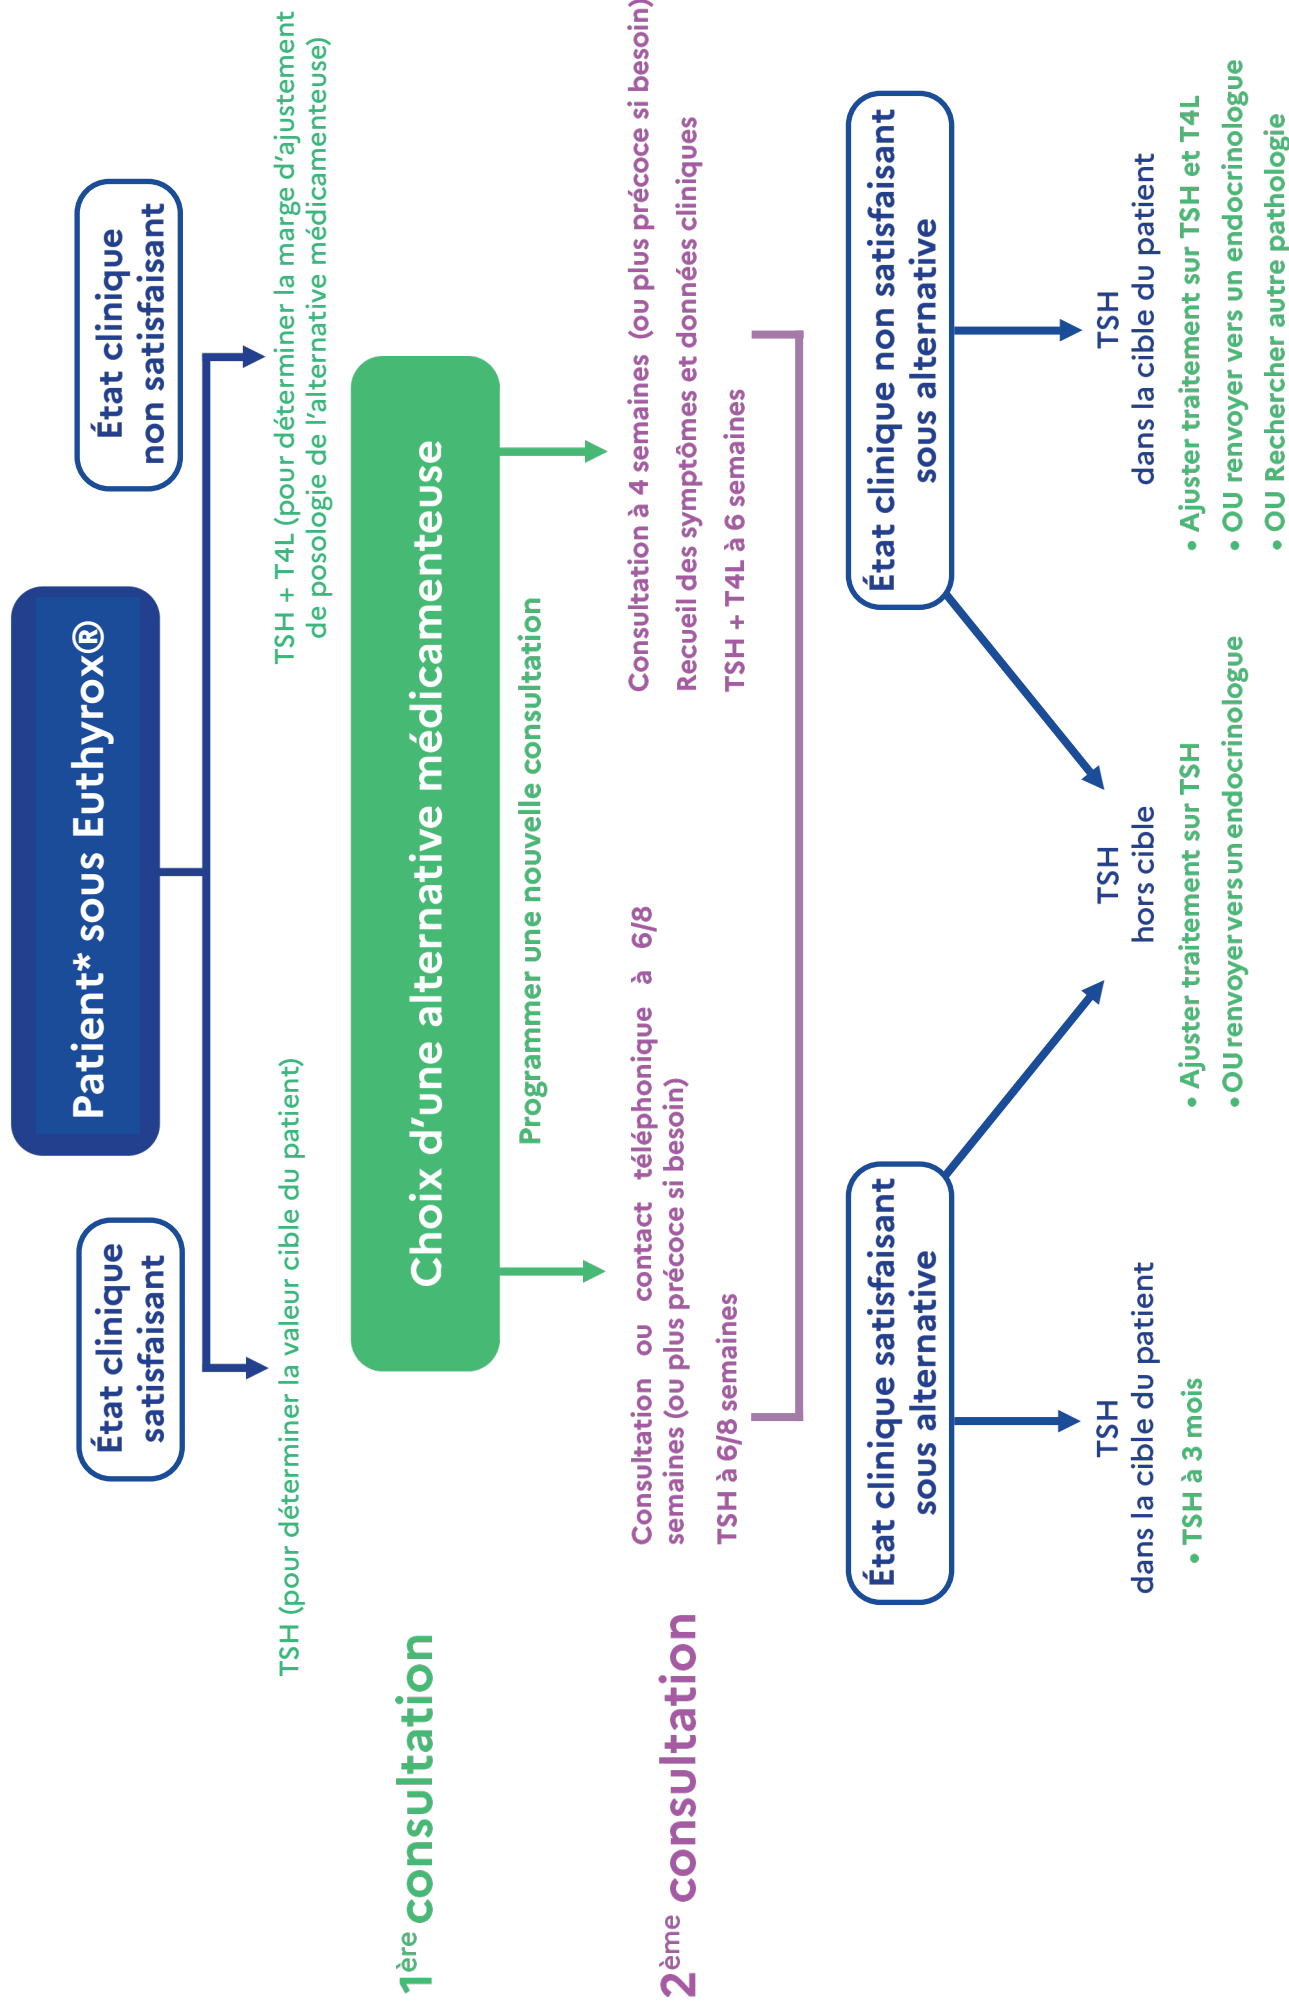 Patient* sous Euthyrox®
État clinique
satisfaisant
État clinique
non satisfaisant
TSH (pour déterminer la valeur cible du patient)
TSH + T4L (pour déterminer la marge d'ajustement
de posologie de l'alternative médicamenteuse)
1ère consultation
Choix d'une alternative médicamenteuse
Programmer une nouvelle consultation
2ème consultation
Consultation ou contact téléphonique à 6/8
semaines (ou plus précoce si besoin)
TSH à 6/8 semaines
Consultation à 4 semaines (ou plus précoce si besoin)
Recueil des symptômes et données cliniques
TSH + T4L à 6 semaines
État clinique satisfaisant
sous alternative
État clinique non satisfaisant
sous alternative
TSH
dans la cible du patient
• TSH à 3 mois
TSH
hors cible
• Ajuster traitement sur TSH
• OU renvoyer vers un endocrinologue
TSH
dans la cible du patient
• Ajuster traitement sur TSH et T4L
• OU renvoyer vers un endocrinologue
• OU Rechercher autre pathologie